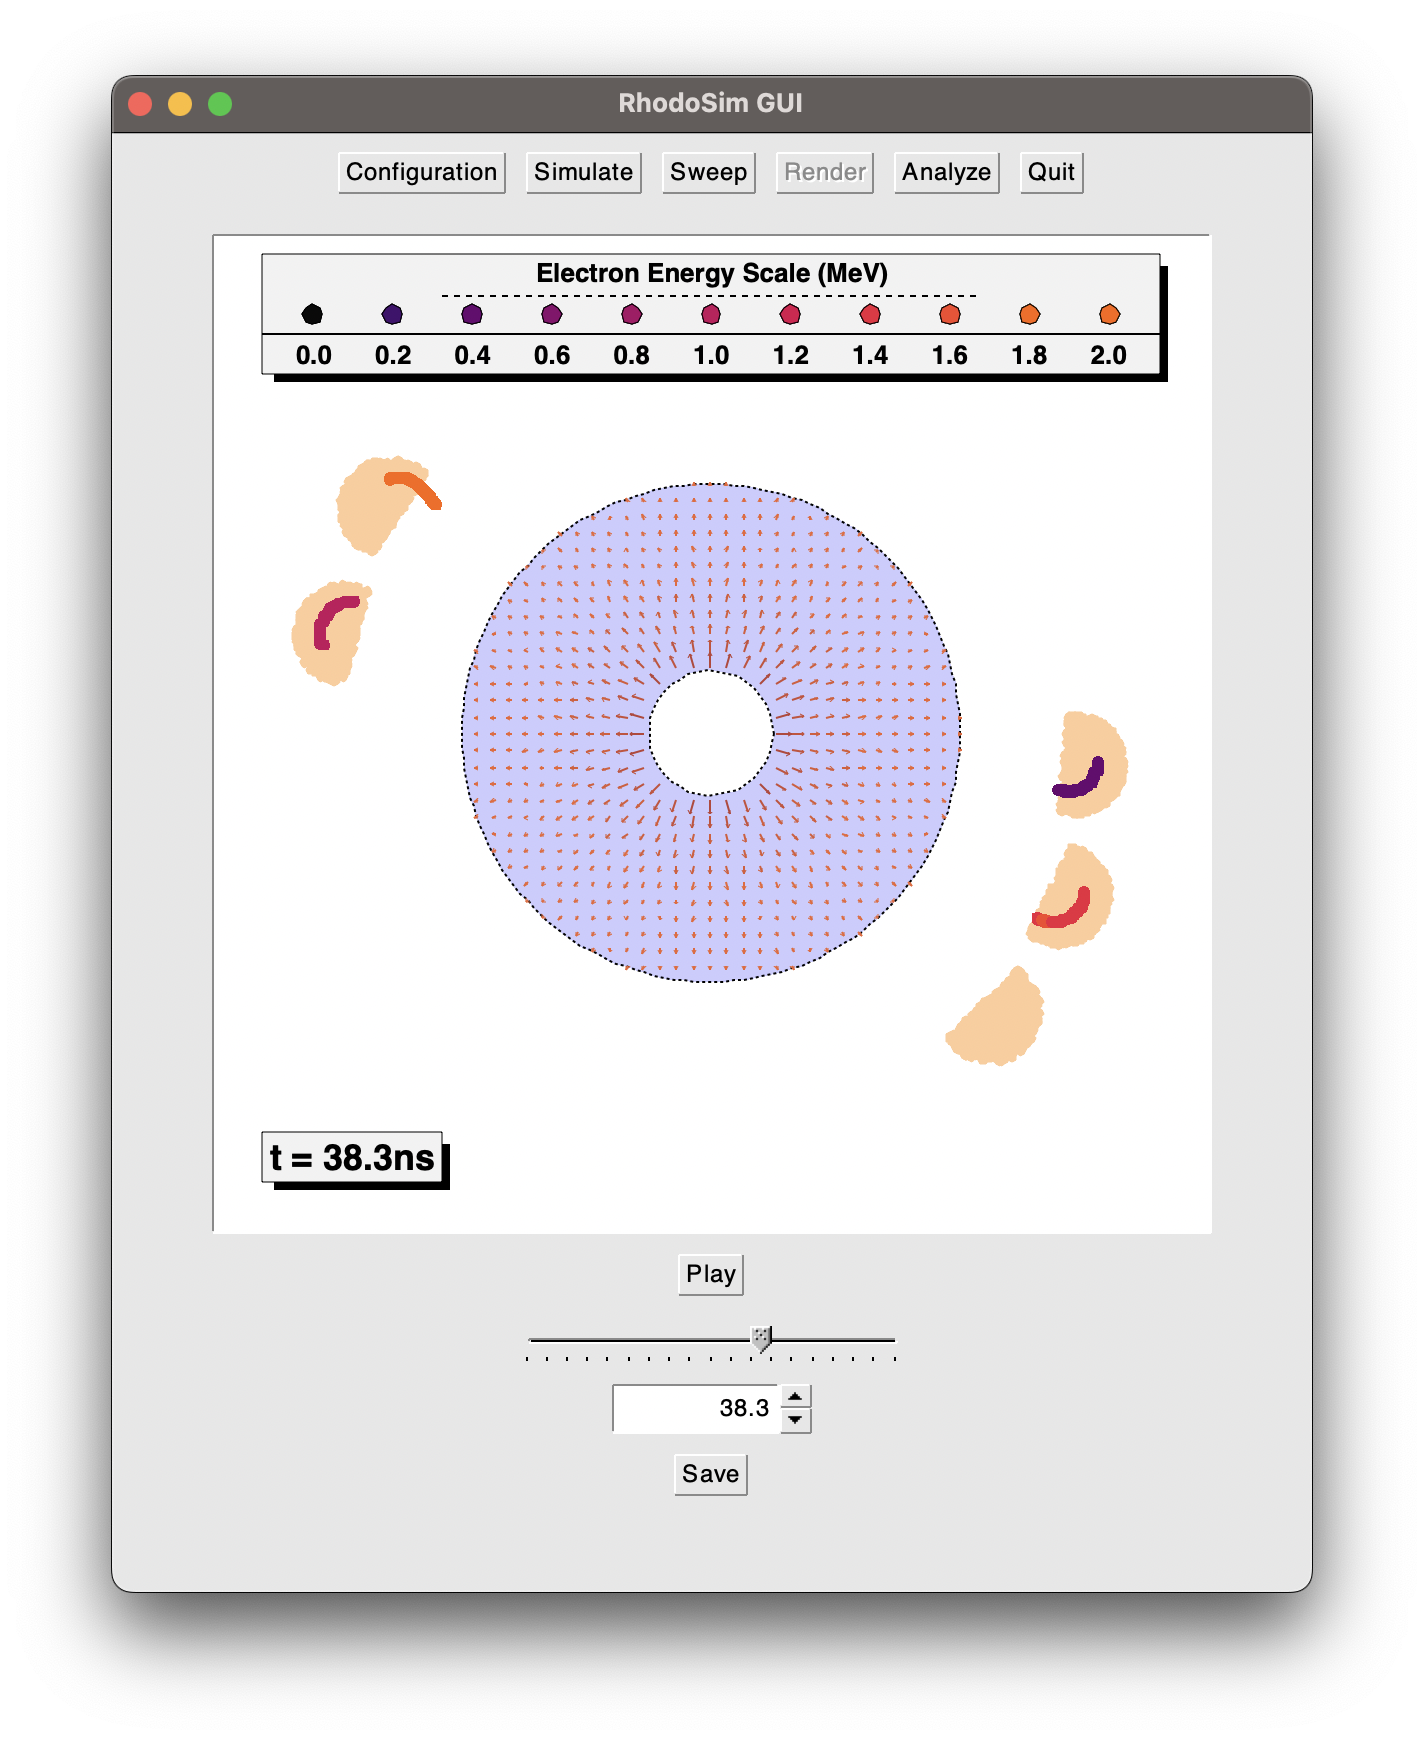 RhodoSim GUI
Configuration Simulate Sweep Render Analyze Quit
Electron Energy Scale (MeV)
0.0 0.2 0.4 0.6 0.8 1.0 1.2 1.4 1.6 1.8 2.0
t = 38.3ns
Play
38.3
Save